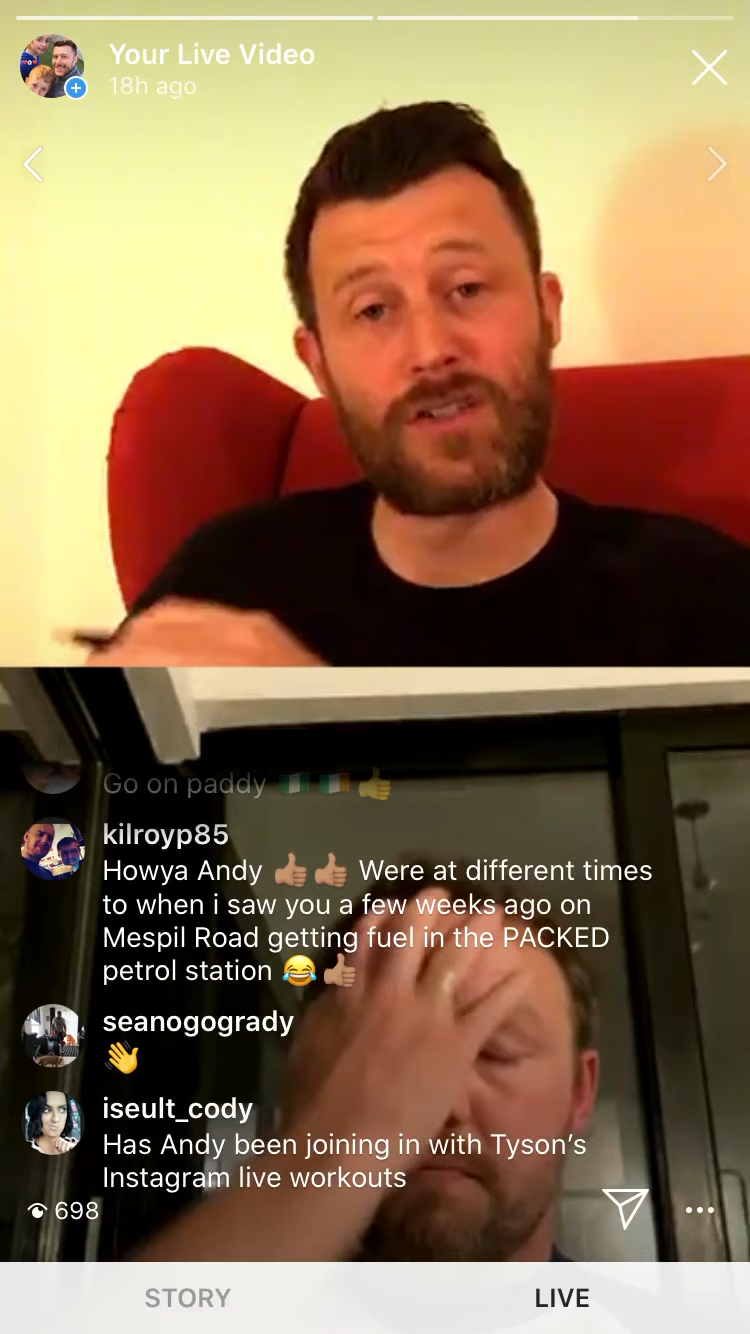 Your Live Video
18h ago
Go on paddy 🇳🇬 🇮🇪 👍
kilroyp85
Howya Andy 👍🏼 👍🏼 Were at different times
to when i saw you a few weeks ago on
Mespil Road getting fuel in the PACKED
petrol station 😂👍🏼
seanogogrady
👋
iseult_cody
Has Andy been joining in with Tyson’s
Instagram live workouts
698
STORY
LIVE